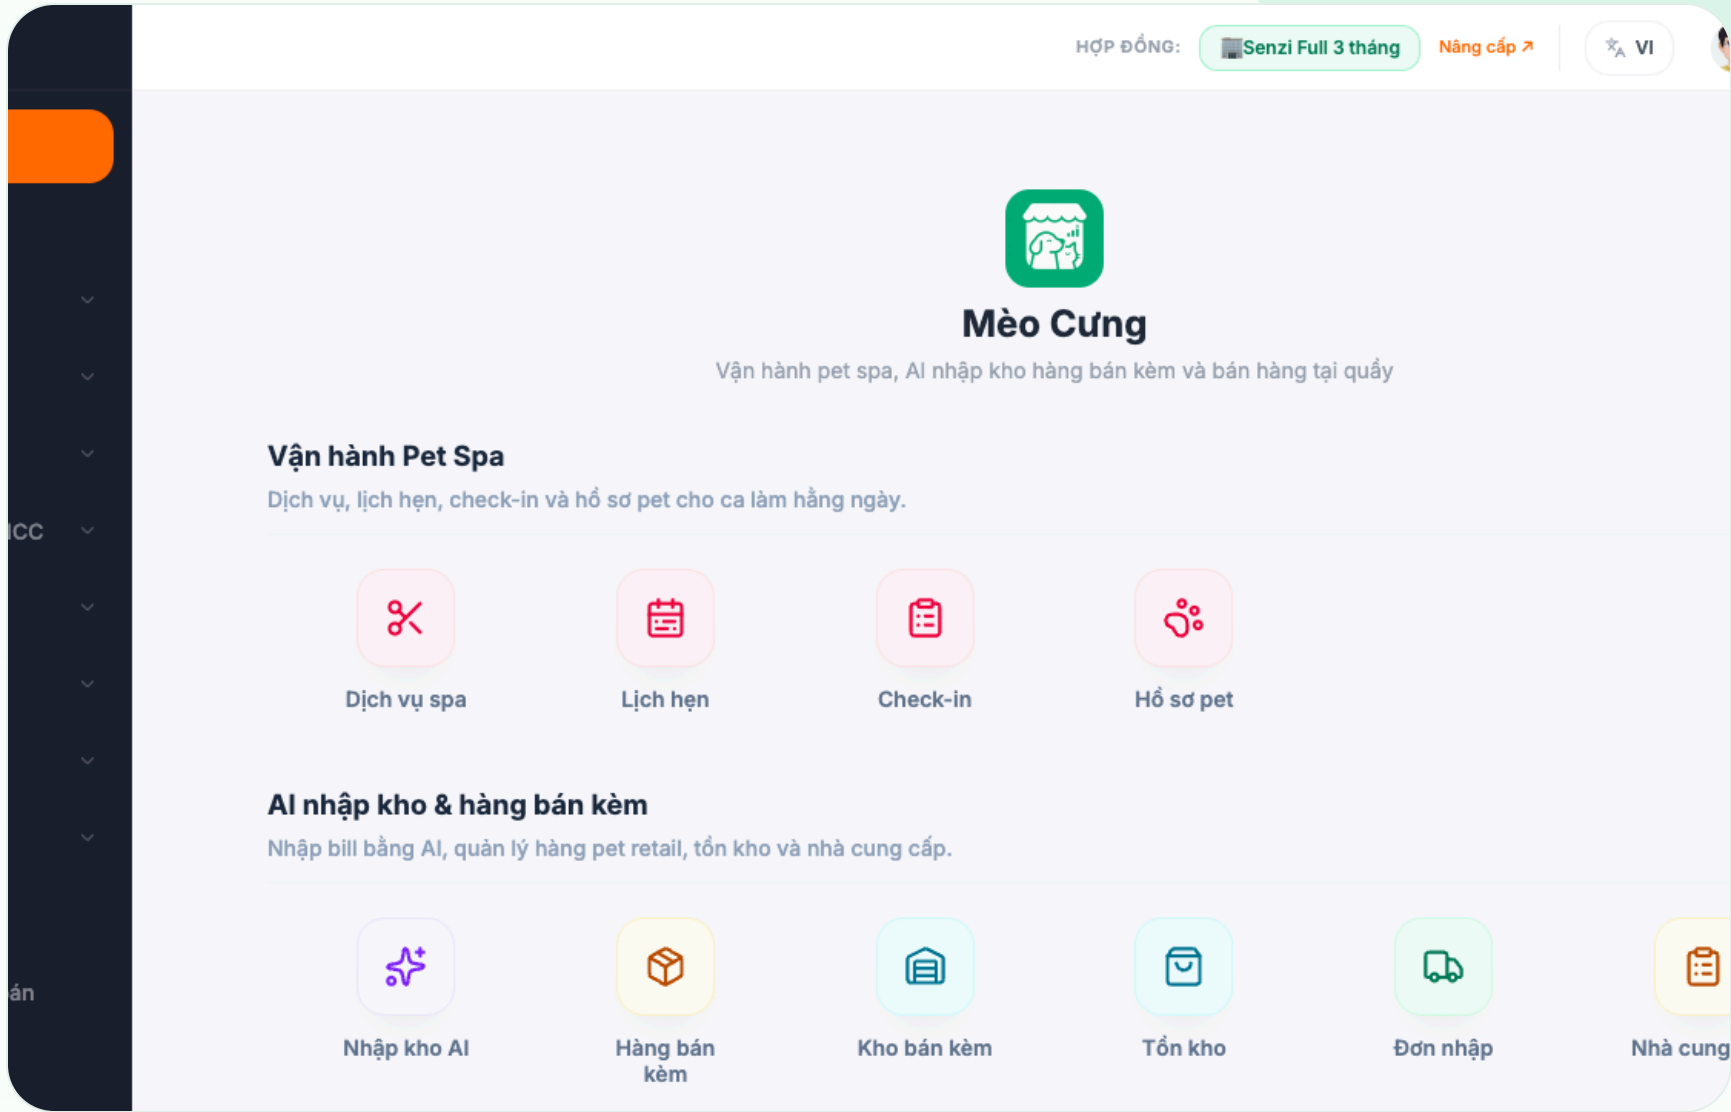 HỢP ĐỒNG:
Senzi Full 3 tháng
Nâng cấp ↗
VI
Mèo Cưng
Vận hành pet spa, AI nhập kho hàng bán kèm và bán hàng tại quầy
Vận hành Pet Spa
Dịch vụ, lịch hẹn, check-in và hồ sơ pet cho ca làm hằng ngày.
ICC
Dịch vụ spa
Lịch hẹn
Check-in
Hồ sơ pet
AI nhập kho & hàng bán kèm
Nhập bill bằng AI, quản lý hàng pet retail, tồn kho và nhà cung cấp.
án
Nhập kho AI
Hàng bán
kèm
Kho bán kèm
Tồn kho
Đơn nhập
Nhà cung